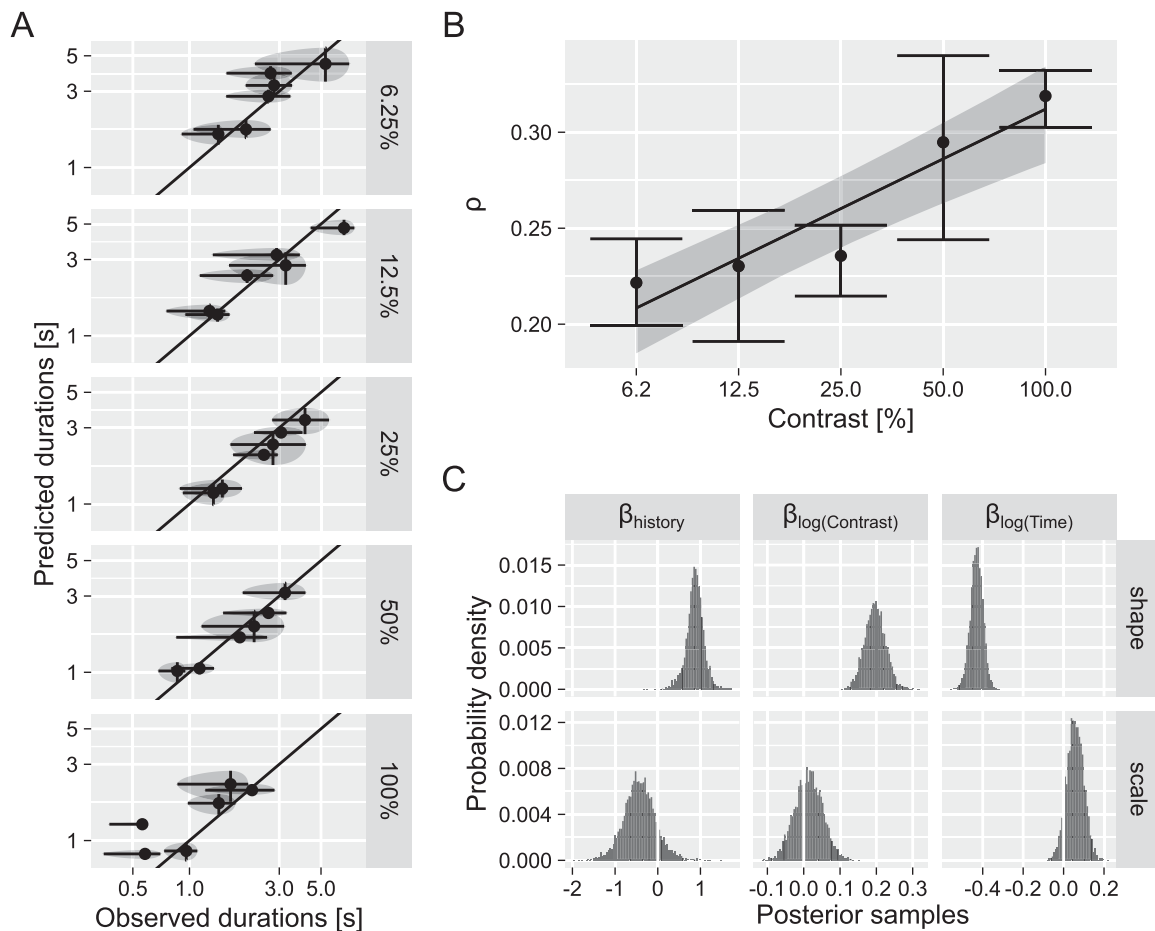 A
Predicted durations [s]
5
3
1
6.25%
5
3
1
12.5%
5
3
1
25%
5
3
1
50%
5
3
1
100%
0.5 1.0 3.0 5.0
Observed durations [s]
B
ρ
0.30
0.25
0.20
6.2 12.5 25.0 50.0 100.0
Contrast [%]
C
βhistory βlog(Contrast) βlog(Time)
Probability density
0.015
0.010
0.005
0.000
shape
0.012
0.008
0.004
0.000
scale
-2 -1 0 1 -0.1 0.0 0.1 0.2 0.3 -0.4 -0.2 0.0 0.2
Posterior samples